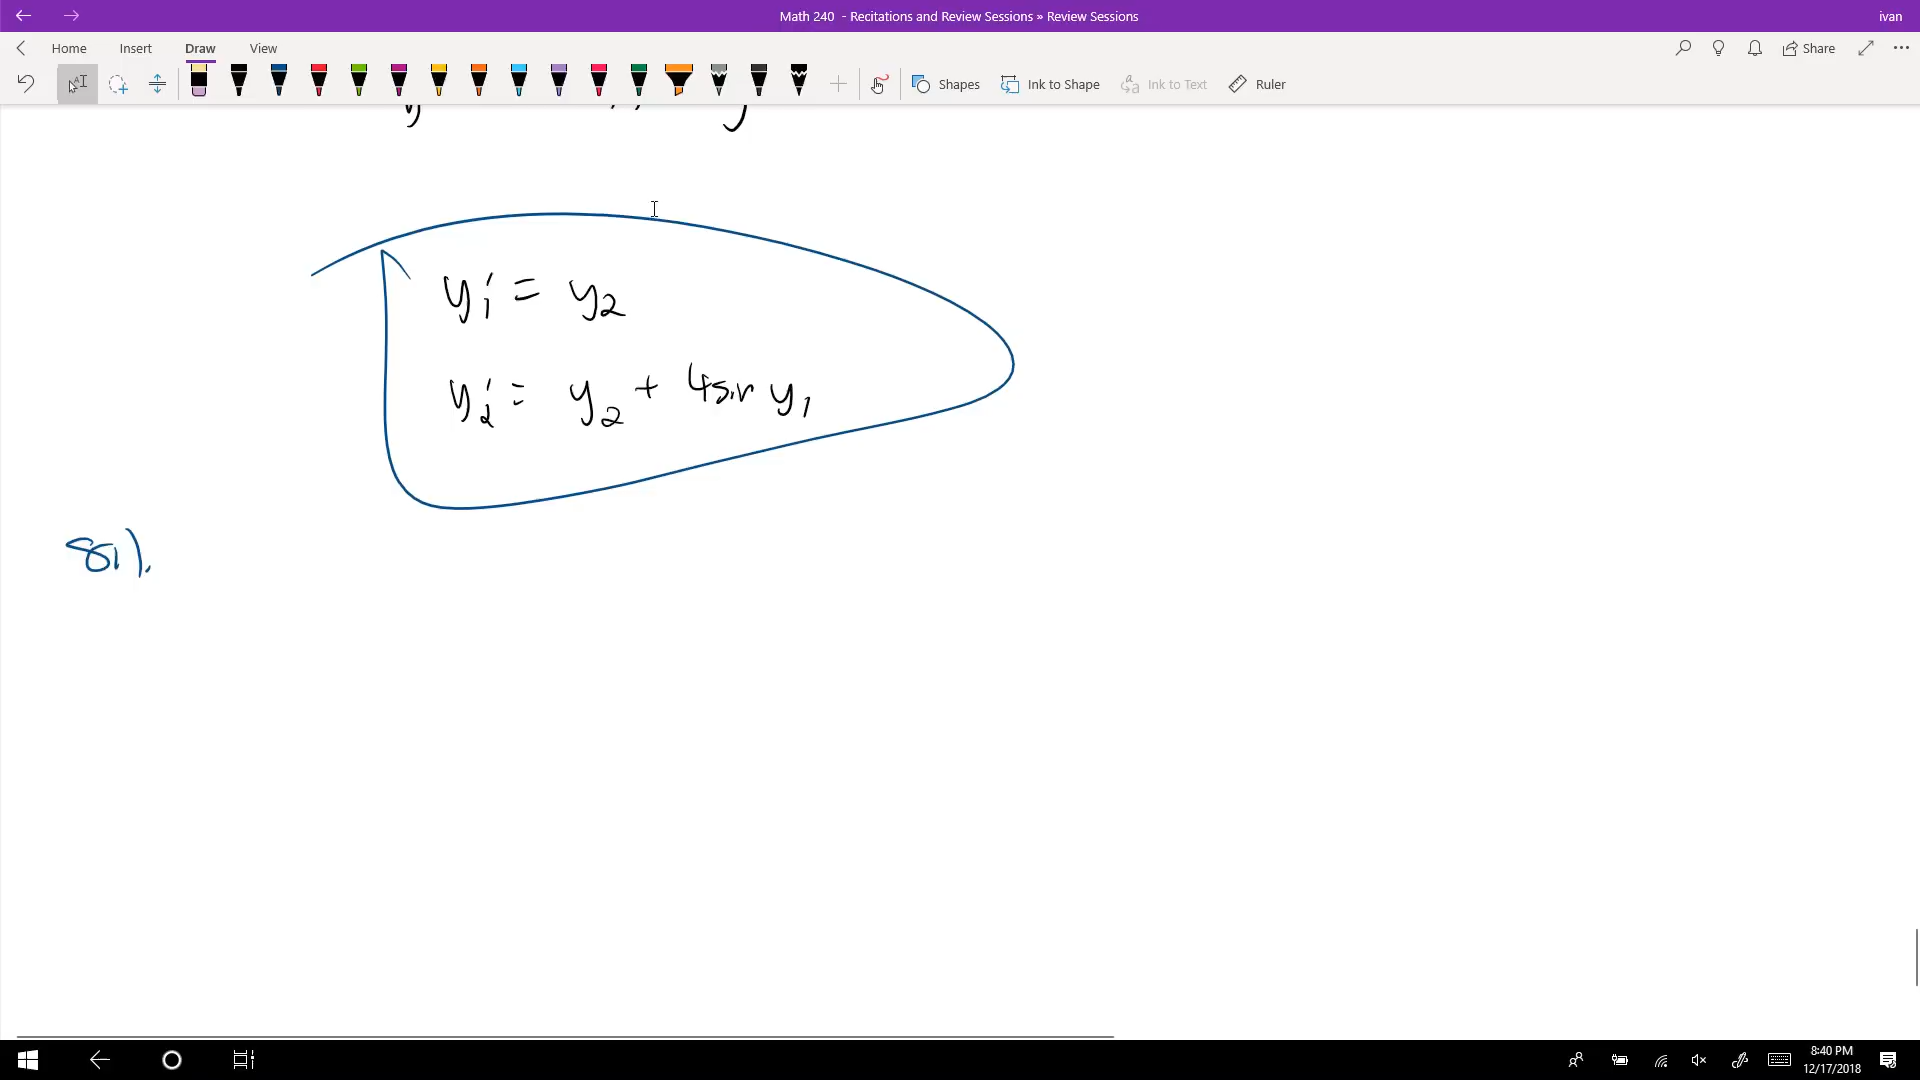 Math 240 - Recitations and Review Sessions » Review Sessions
ivan
Home Insert Draw View
Share
Shapes Ink to Shape Ink to Text Ruler
y₁' = y₂
y₂' = y₂ + 4sin y₁
8i).
8:40 PM
12/17/2018